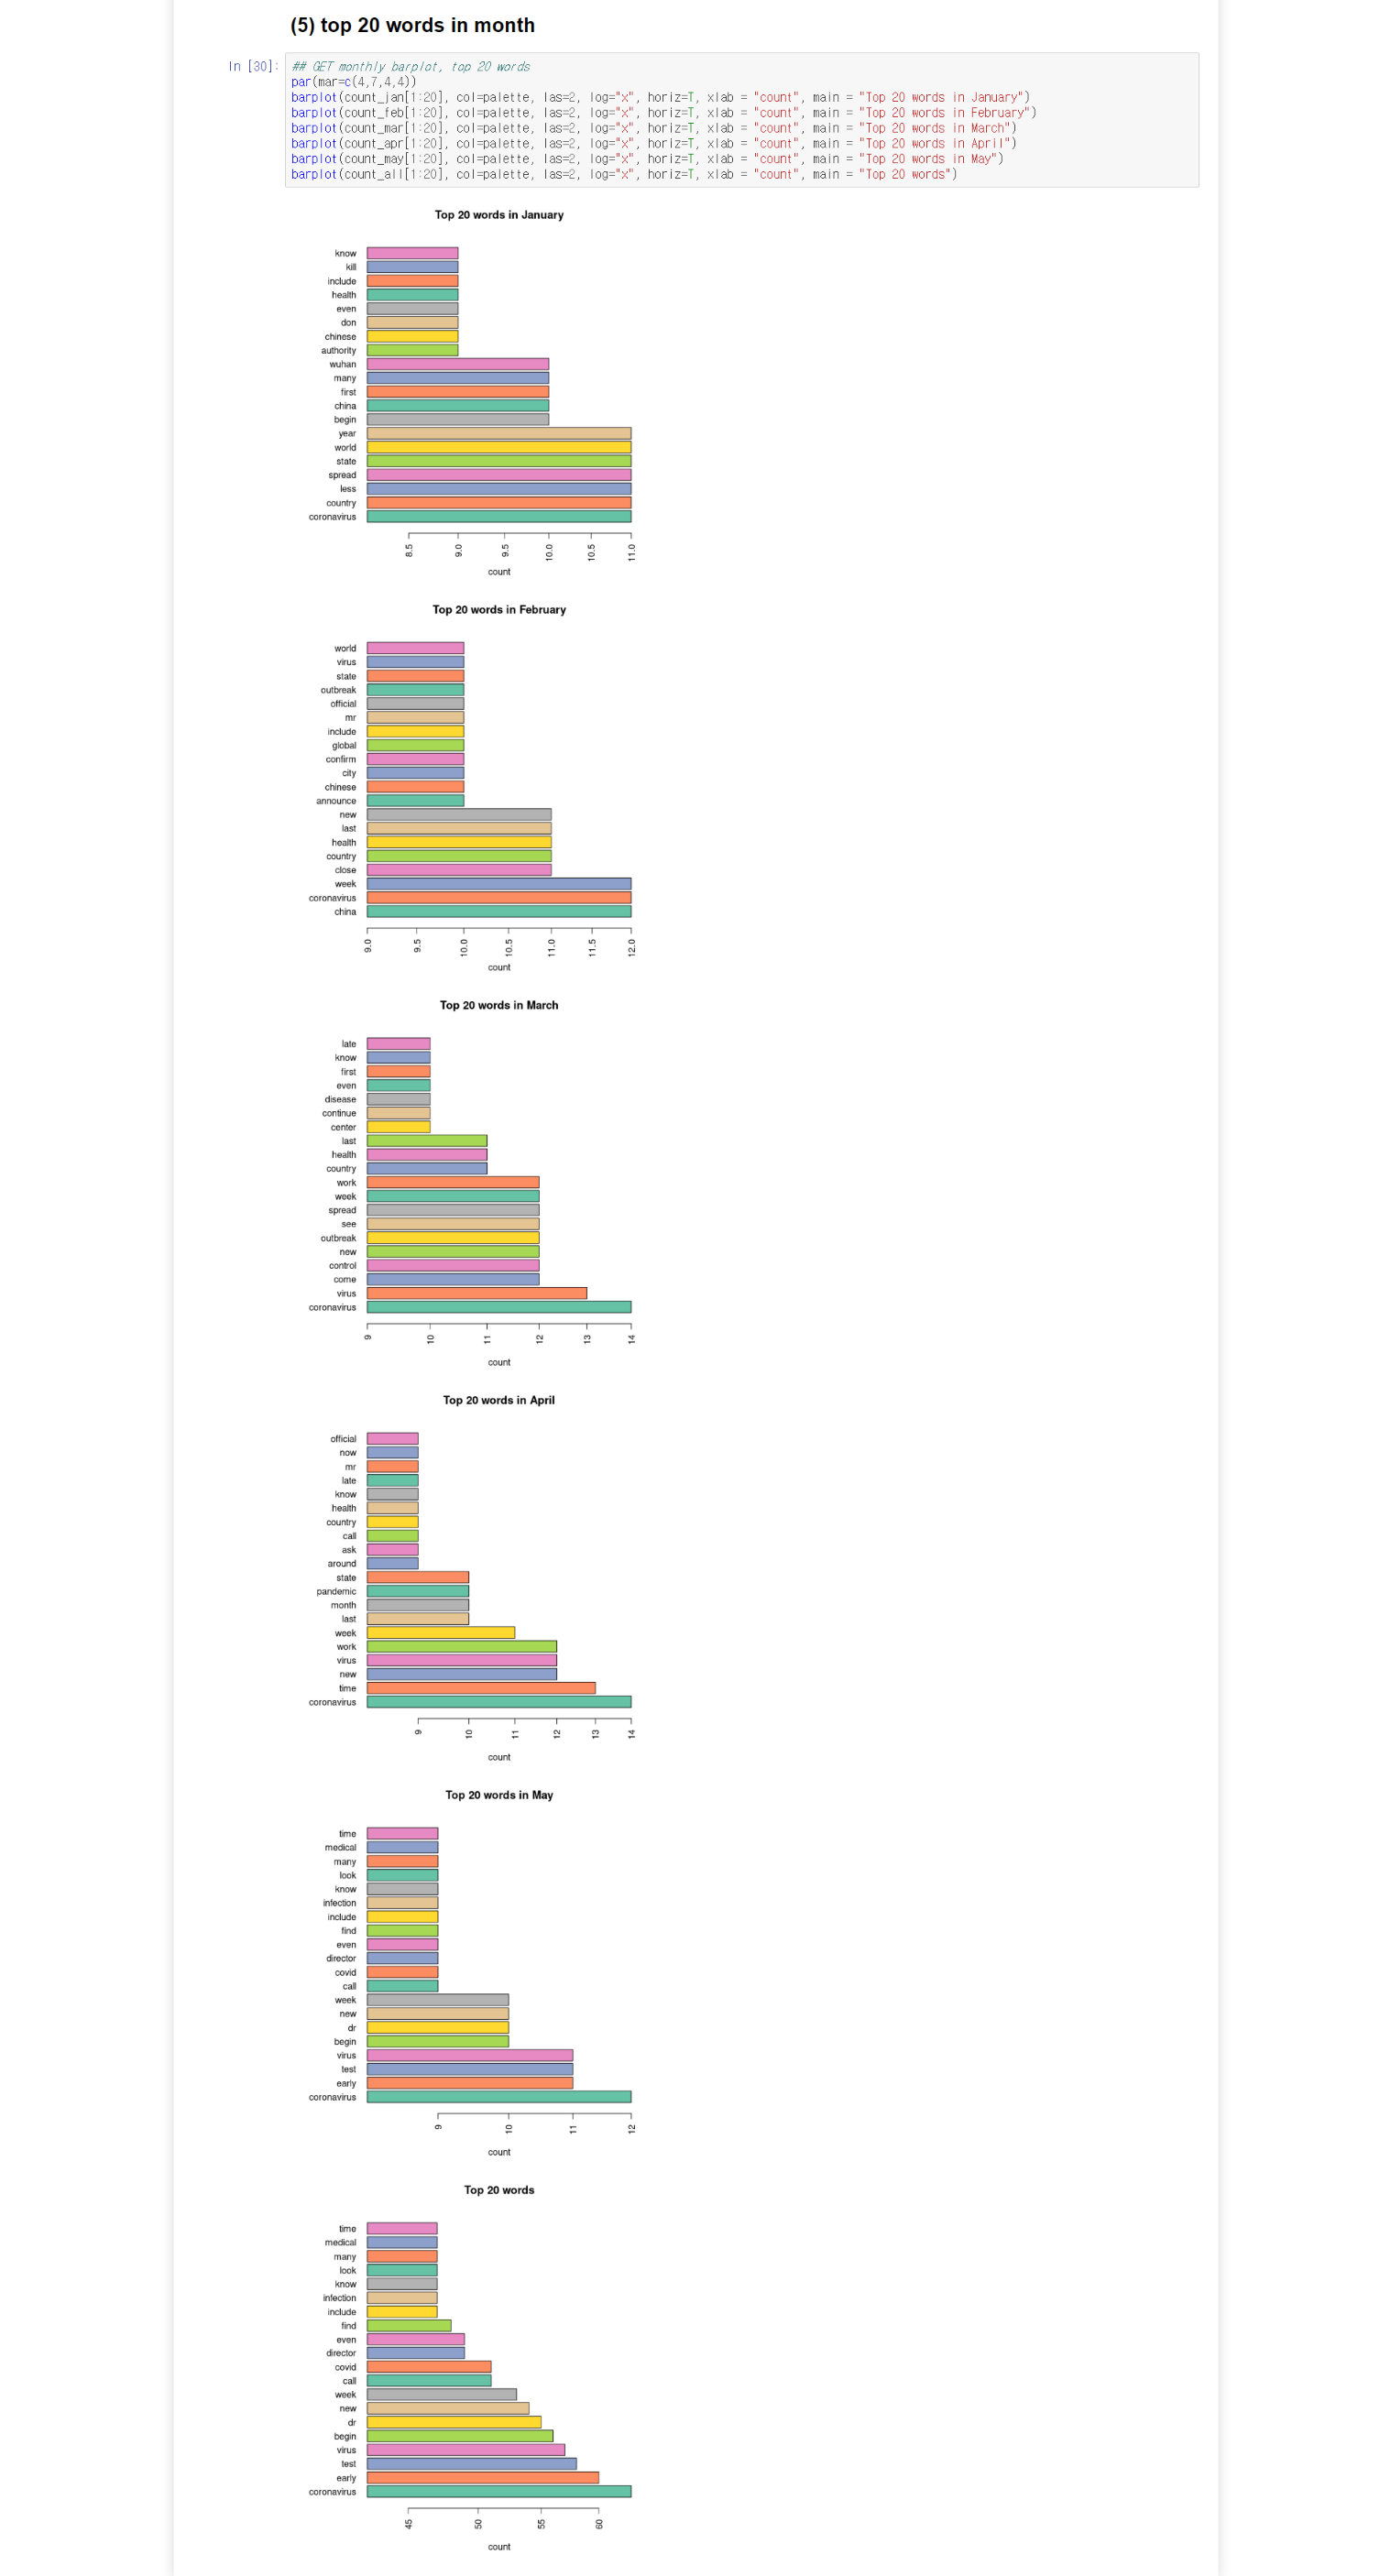 (5) top 20 words in month
In [30]: ## GET monthly barplot, top 20 words
par(mar=c(4,7,4,4))
barplot(count_jan[1:20], col=palette, las=2, log="x", horiz=T, xlab = "count", main = "Top 20 words in January")
barplot(count_feb[1:20], col=palette, las=2, log="x", horiz=T, xlab = "count", main = "Top 20 words in February")
barplot(count_mar[1:20], col=palette, las=2, log="x", horiz=T, xlab = "count", main = "Top 20 words in March")
barplot(count_apr[1:20], col=palette, las=2, log="x", horiz=T, xlab = "count", main = "Top 20 words in April")
barplot(count_may[1:20], col=palette, las=2, log="x", horiz=T, xlab = "count", main = "Top 20 words in May")
barplot(count_all[1:20], col=palette, las=2, log="x", horiz=T, xlab = "count", main = "Top 20 words")
Top 20 words in January
know
kill
include
health
even
don
chinese
authority
wuhan
many
first
china
begin
year
world
state
spread
less
country
coronavirus
8.5 9.0 9.5 10.0 10.5 11.0
count
Top 20 words in February
world
virus
state
outbreak
official
mr
include
global
confirm
city
chinese
announce
new
last
health
country
close
week
coronavirus
china
9.0 9.5 10.0 10.5 11.0 11.5 12.0
count
Top 20 words in March
late
know
first
even
disease
continue
center
last
health
country
work
week
spread
see
outbreak
new
control
come
virus
coronavirus
9 10 11 12 13 14
count
Top 20 words in April
official
now
mr
late
know
health
country
call
ask
around
state
pandemic
month
last
week
work
virus
new
time
coronavirus
9 10 11 12 13 14
count
Top 20 words in May
time
medical
many
look
know
infection
include
find
even
director
covid
call
week
new
dr
begin
virus
test
early
coronavirus
9 10 11 12
count
Top 20 words
time
medical
many
look
know
infection
include
find
even
director
covid
call
week
new
dr
begin
virus
test
early
coronavirus
45 50 55 60
count